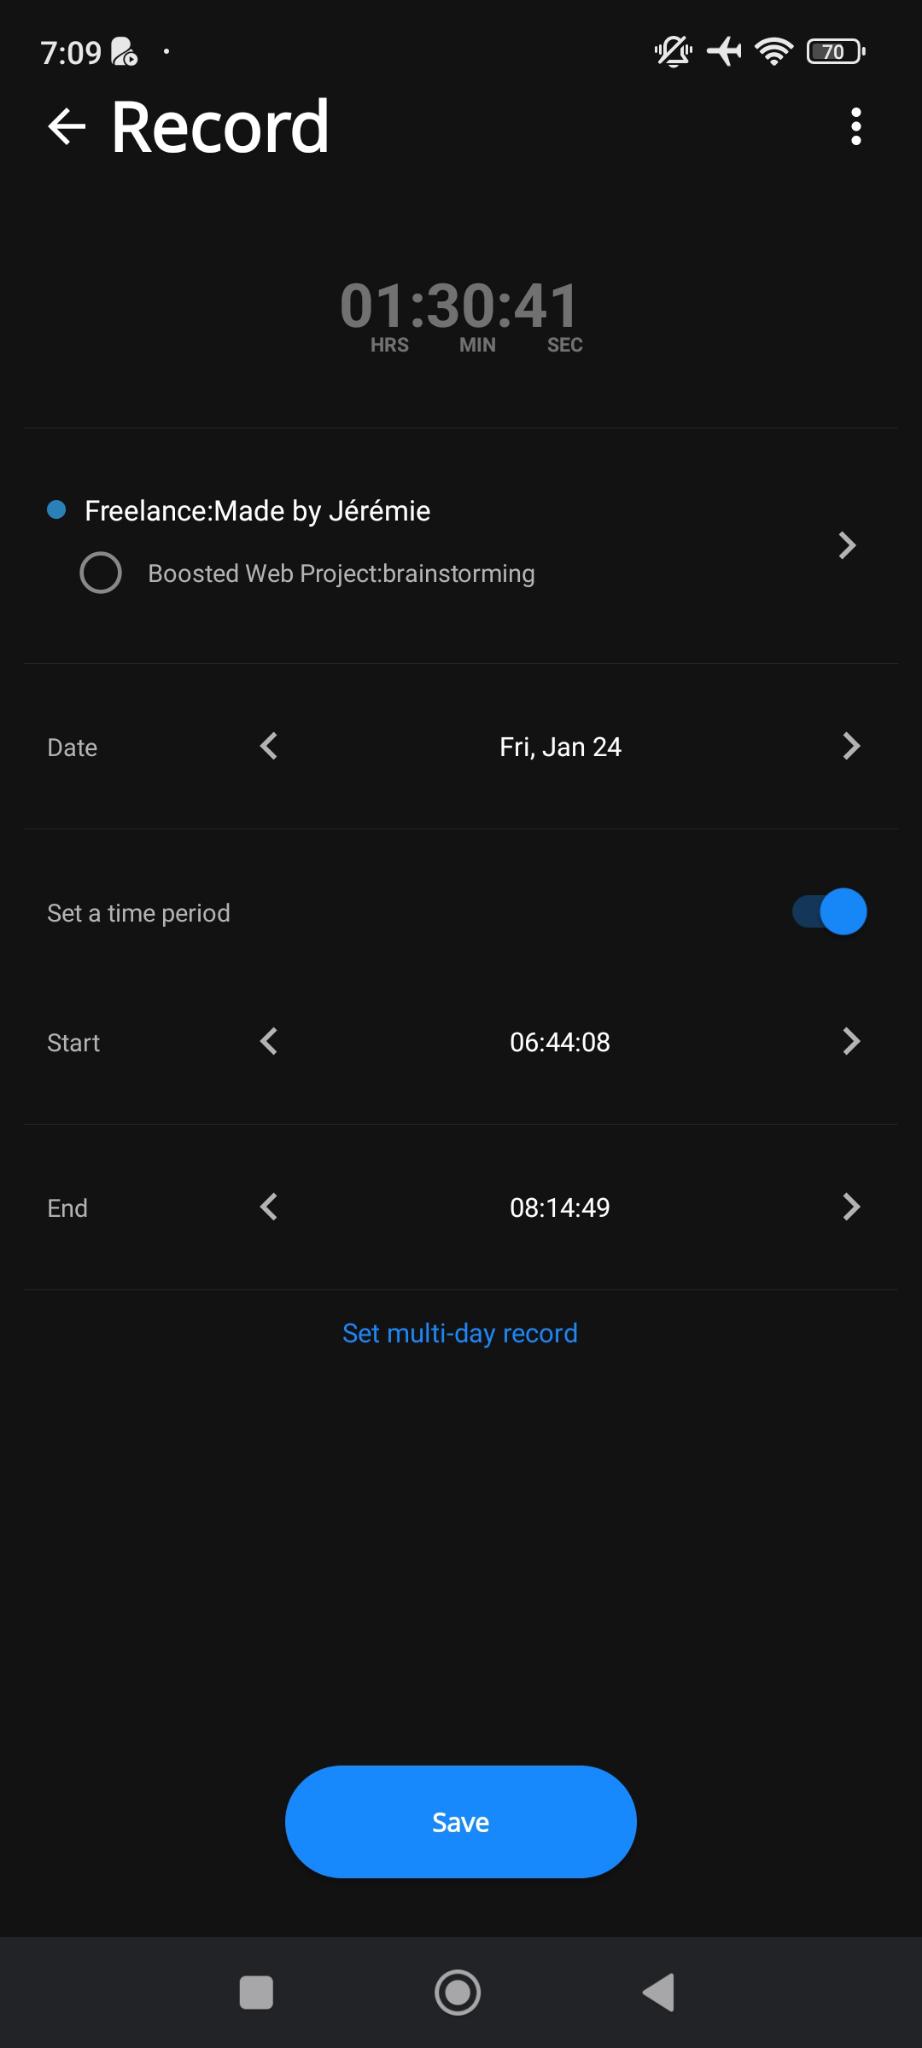 7:09
70
Record
01:30:41
HRS MIN SEC
Freelance:Made by Jérémie
Boosted Web Project:brainstorming
Date Fri, Jan 24
Set a time period
Start 06:44:08
End 08:14:49
Set multi-day record
Save